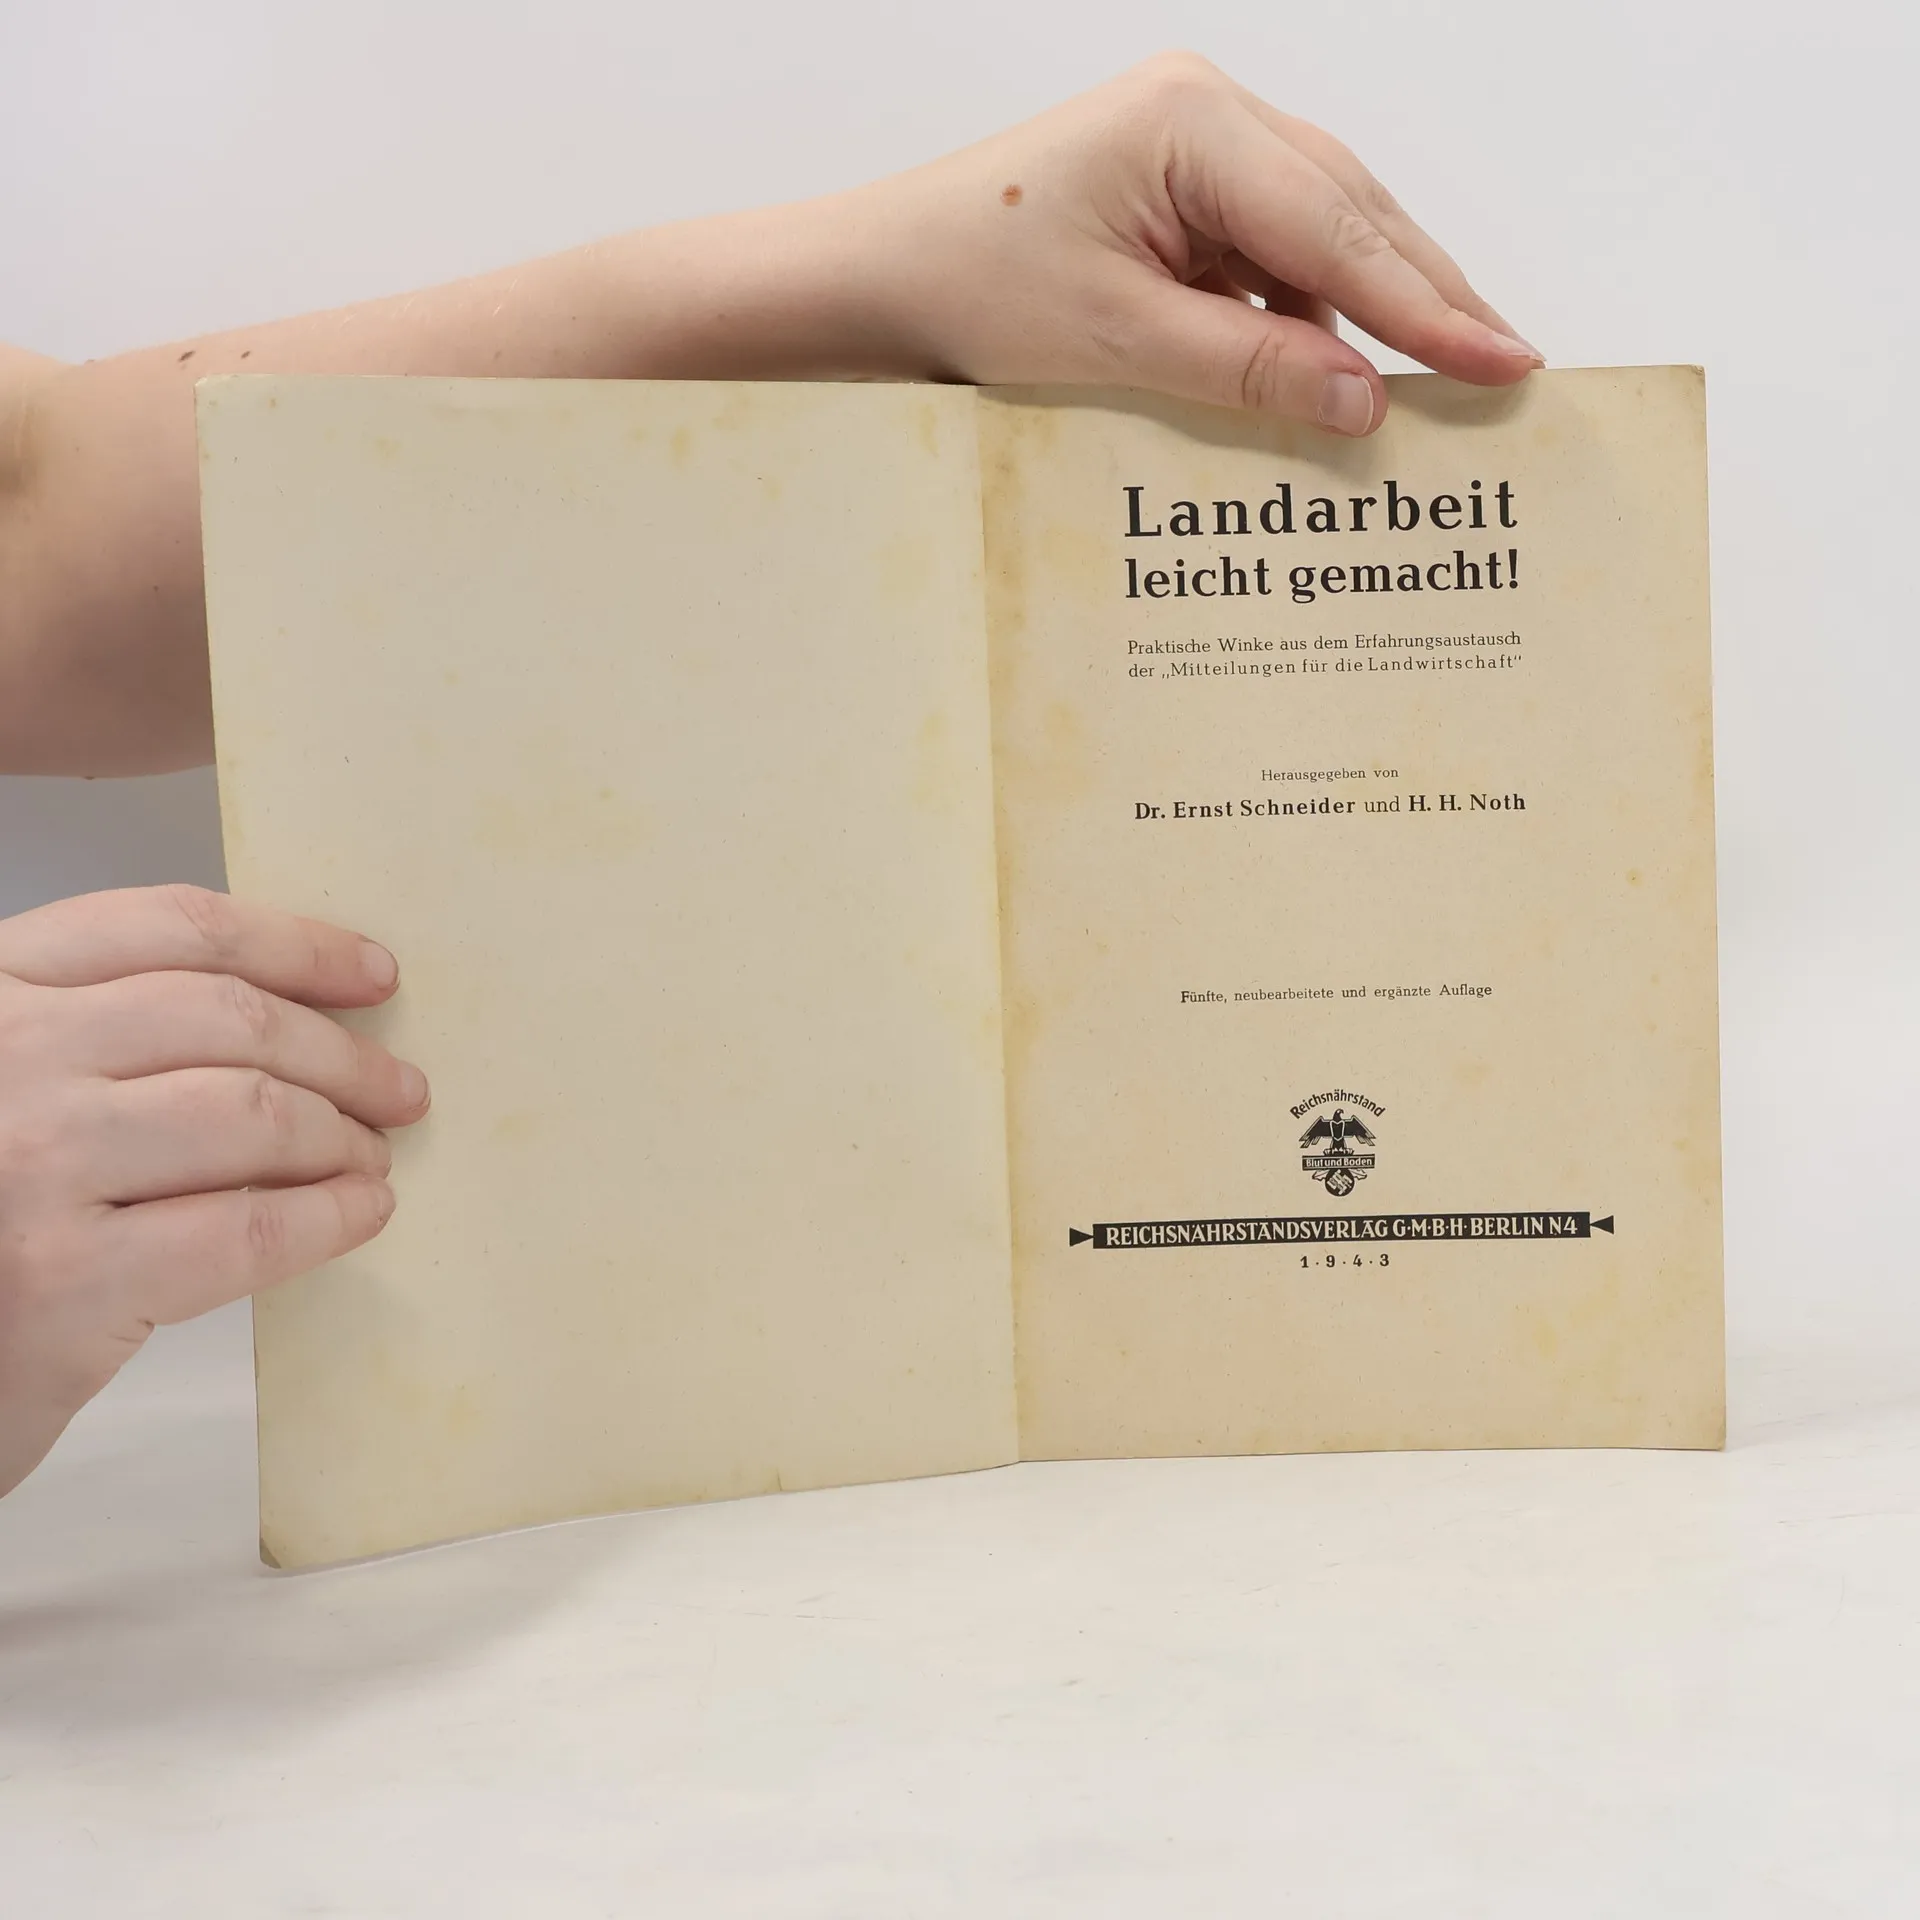 Landarbeit
leicht gemacht!
Praktische Winke aus dem Erfahrungsaustausch
der „Mitteilungen für die Landwirtschaft“
Herausgegeben von
Dr. Ernst Schneider und H. H. Noth
Fünfte, neubearbeitete und ergänzte Auflage
Reichsnährstand
Blut und Boden
REICHSNÄHRSTANDSVERLAG G·M·B·H·BERLIN N4
1·9·4·3